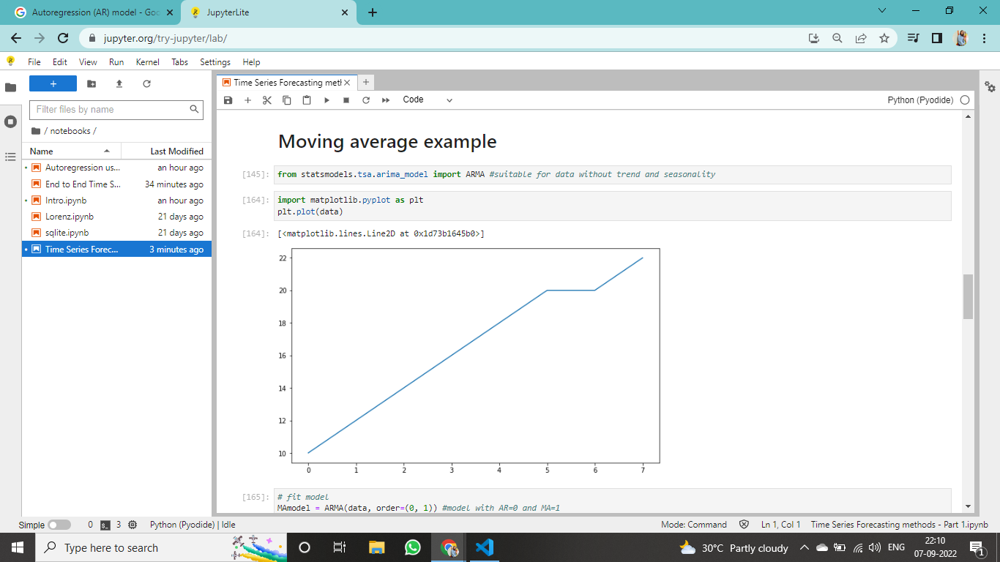 Autoregression (AR) model - Goo
JupyterLite
jupyter.org/try-jupyter/lab/
File Edit View Run Kernel Tabs Settings Help
Filter files by name
/ notebooks /
Name Last Modified
Autoregression us... an hour ago
End to End Time S... 34 minutes ago
Intro.ipynb an hour ago
Lorenz.ipynb 21 days ago
sqlite.ipynb 21 days ago
Time Series Forec... 3 minutes ago
Time Series Forecasting meth
Code
Python (Pyodide)
Moving average example
[145]: from statsmodels.tsa.arima_model import ARMA #suitable for data without trend and seasonality
[164]: import matplotlib.pyplot as plt
plt.plot(data)
[164]: [<matplotlib.lines.Line2D at 0x1d73b1645b0>]
22
20
18
16
14
12
10
0 1 2 3 4 5 6 7
[165]: # fit model
MAmodel = ARMA(data, order=(0, 1)) #model with AR=0 and MA=1
Simple 0 3 Python (Pyodide) | Idle
Mode: Command Ln 1, Col 1 Time Series Forecasting methods - Part 1.ipynb
Type here to search
30°C Partly cloudy
ENG
22:10
07-09-2022
1